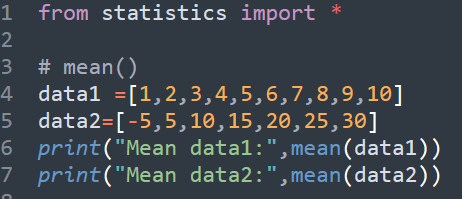 1 from statistics import *
2
3 # mean()
4 data1 =[1,2,3,4,5,6,7,8,9,10]
5 data2=[-5,5,10,15,20,25,30]
6 print("Mean data1:",mean(data1))
7 print("Mean data2:",mean(data2))